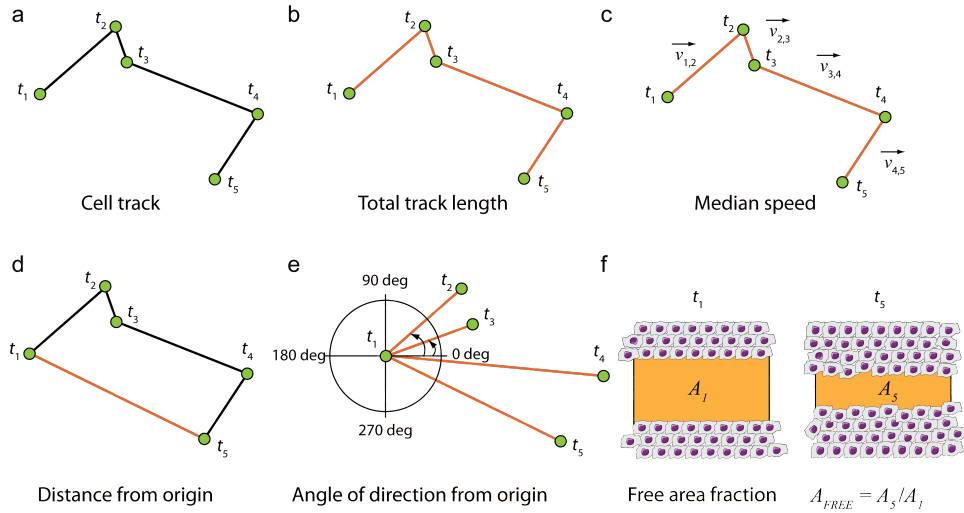 a
t2
t1
t3
t4
t5
Cell track
b
t2
t1
t3
t4
t5
Total track length
c
t2
v2,3
v1,2
t3
v3,4
t1
t4
v4,5
t5
Median speed
d
t2
t3
t1
t4
t5
Distance from origin
e
90 deg
t2
t1
t3
180 deg
0 deg
t4
270 deg
t5
Angle of direction from origin
f
t1
t5
A1
A5
Free area fraction
AFREE = A5/A1